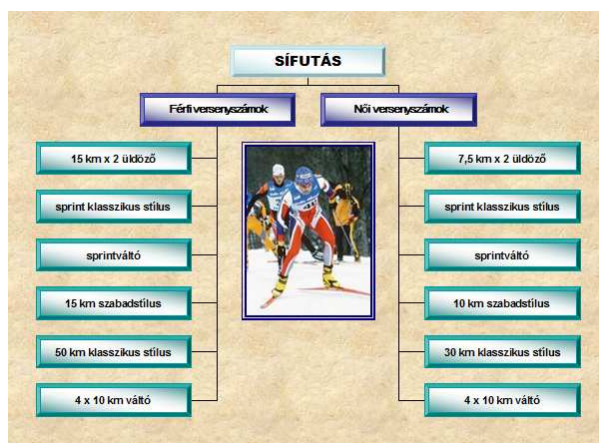 SÍFUTÁS
Férfi versenyszámok
Női versenyszámok
15 km x 2 üldöző
sprint klasszikus stílus
sprintváltó
15 km szabadstílus
50 km klasszikus stílus
4 x 10 km váltó
7,5 km x 2 üldöző
sprint klasszikus stílus
sprintváltó
10 km szabadstílus
30 km klasszikus stílus
4 x 10 km váltó